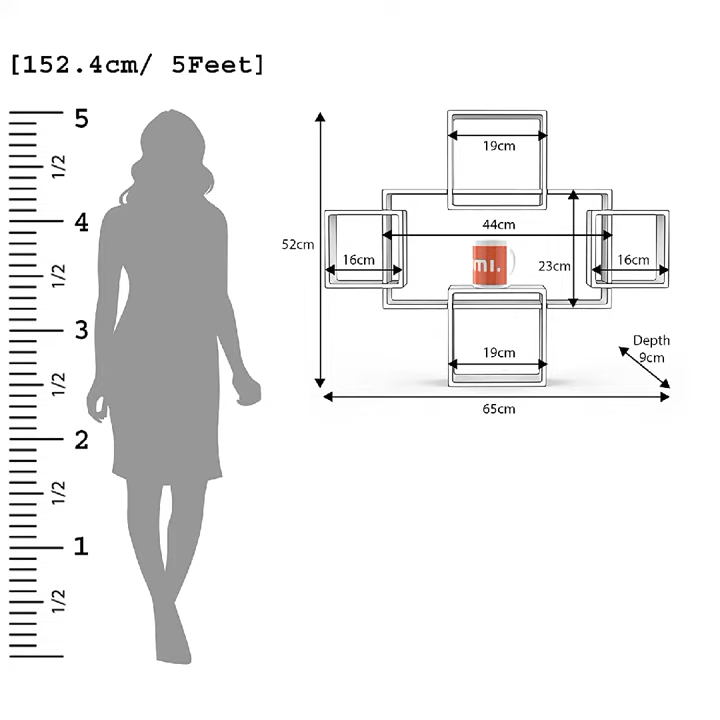 [152.4cm/ 5Feet]
5
1/2
4
1/2
3
1/2
2
1/2
1
1/2
19cm
44cm
52cm
16cm
mı.
23cm
16cm
19cm
Depth
9cm
65cm